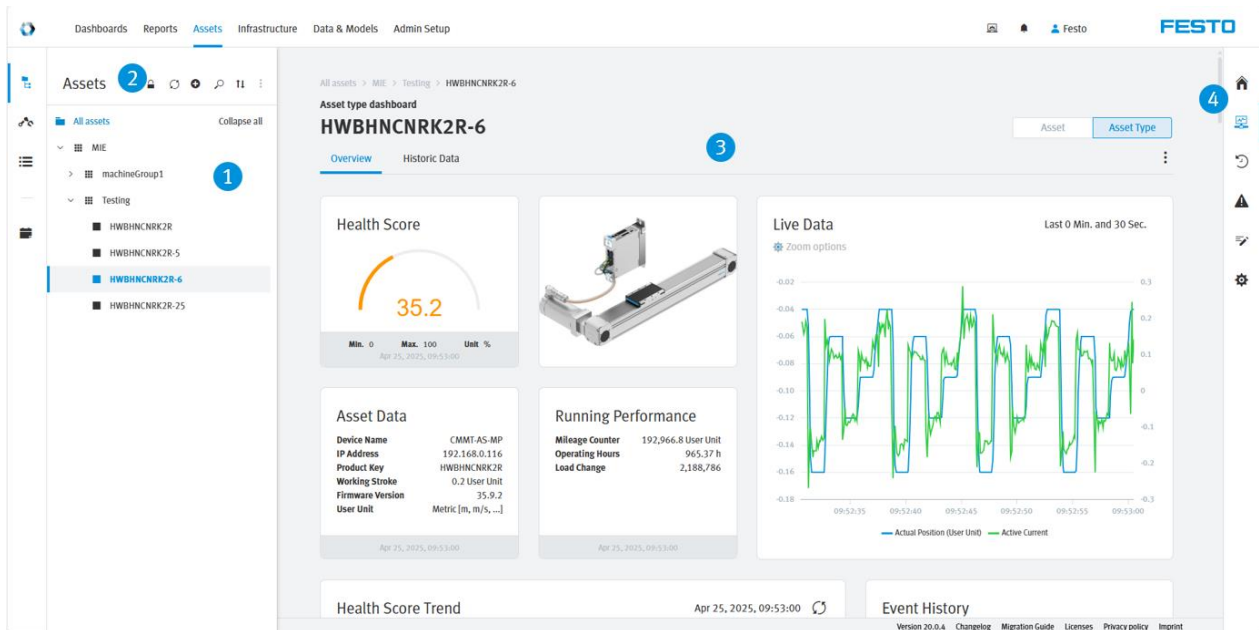 Dashboards Reports Assets Infrastructure Data & Models Admin Setup Festo FESTO
Assets 2
All assets Collapse all
MIE
machineGroup1 1
Testing
HWBHNCNRK2R
HWBHNCNRK2R-5
HWBHNCNRK2R-6
HWBHNCNRK2R-25
All assets > MIE > Testing > HWBHNCNRK2R-6
Asset type dashboard
HWBHNCNRK2R-6
Asset Asset Type
4
Overview Historic Data 3
Health Score
35.2
Min. 0 Max. 100 Unit %
Apr 25, 2025, 09:53:00
Live Data Last 0 Min. and 30 Sec.
Zoom options
-0.02 0.3
-0.04 0.2
-0.06
-0.08 0.1
-0.10 0
-0.12 -0.1
-0.14
-0.16 -0.2
-0.18 -0.3
09:52:35 09:52:40 09:52:45 09:52:50 09:52:55 09:53:00
Actual Position (User Unit) Active Current
Asset Data
Device Name CMMT-AS-MP
IP Address 192.168.0.116
Product Key HWBHNCNRK2R
Working Stroke 0.2 User Unit
Firmware Version 35.9.2
User Unit Metric [m, m/s, ...]
Apr 25, 2025, 09:53:00
Running Performance
Mileage Counter 192,966.8 User Unit
Operating Hours 965.37 h
Load Change 2,188,786
Apr 25, 2025, 09:53:00
Health Score Trend Apr 25, 2025, 09:53:00
Event History
Version 20.0.4 Changelog Migration Guide Licenses Privacy policy Imprint